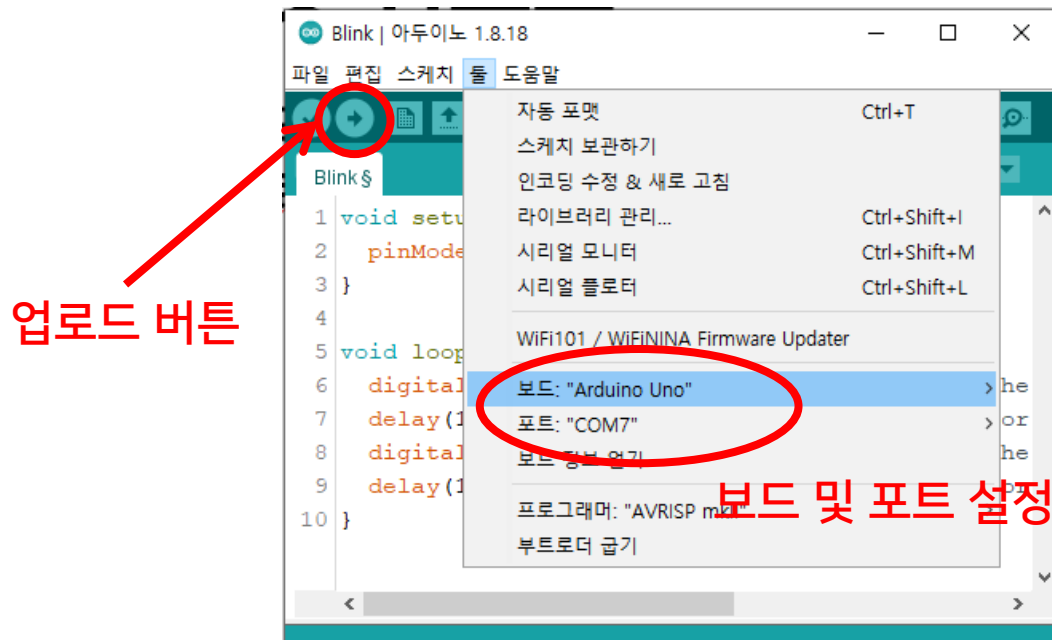 Blink | 아두이노 1.8.18
파일 편집 스케치 툴 도움말
자동 포맷 Ctrl+T
스케치 보관하기
Blink §
인코딩 수정 & 새로 고침
1 void setu
라이브러리 관리... Ctrl+Shift+I
2 pinMode
시리얼 모니터 Ctrl+Shift+M
3 }
시리얼 플로터 Ctrl+Shift+L
업로드 버튼
4
WiFi101 / WiFiNINA Firmware Updater
5 void loop
6 digital
보드: "Arduino Uno" > he
7 delay(1
포트: "COM7" > or
8 digital
보드 정보 얻기 he
9 delay(1
보드 및 포트 설정
프로그래머: "AVRISP mkII"
10 }
부트로더 굽기